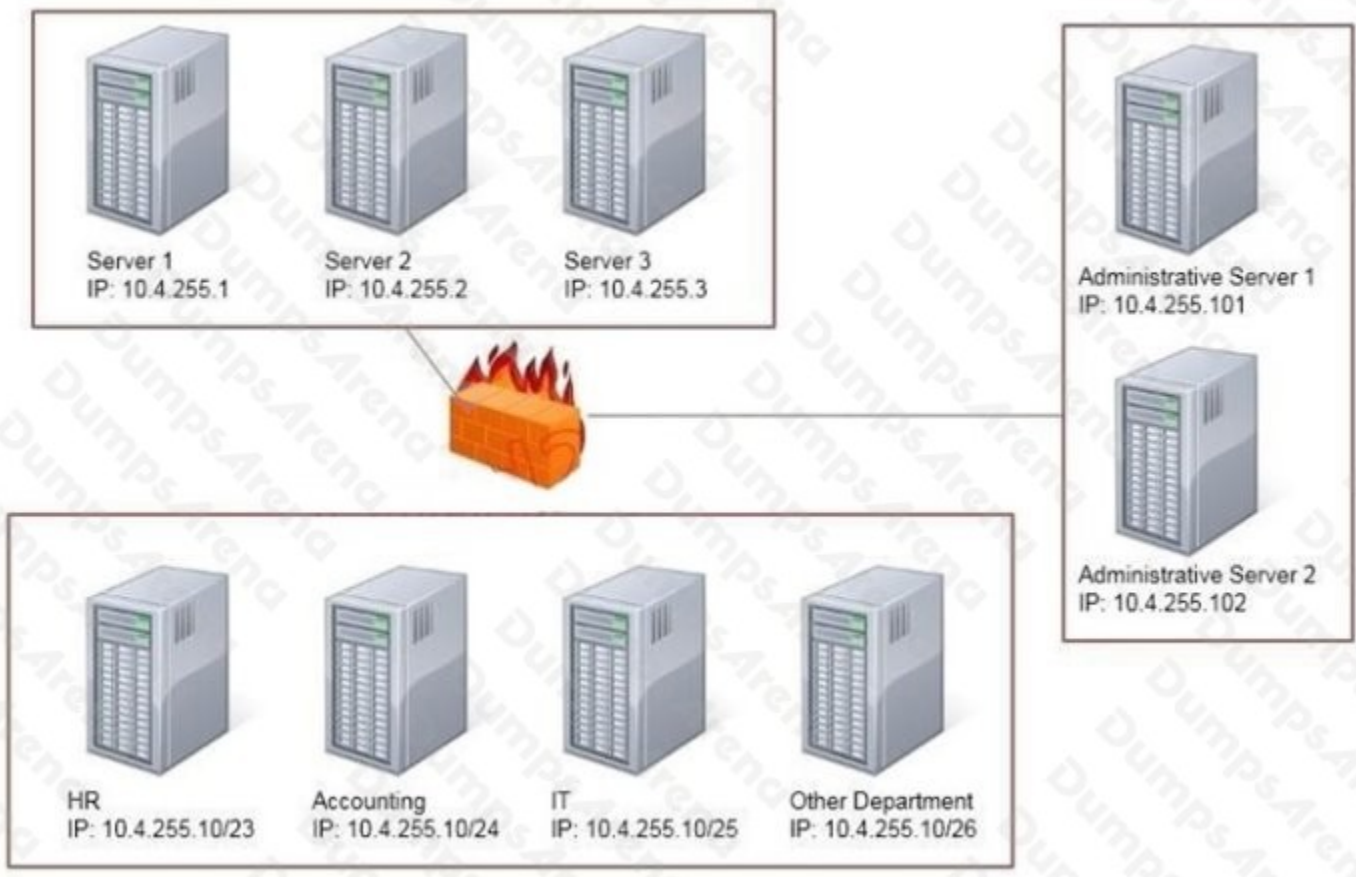 Server 1
IP: 10.4.255.1
Server 2
IP: 10.4.255.2
Server 3
IP: 10.4.255.3
Administrative Server 1
IP: 10.4.255.101
Administrative Server 2
IP: 10.4.255.102
HR
IP: 10.4.255.10/23
Accounting
IP: 10.4.255.10/24
IT
IP: 10.4.255.10/25
Other Department
IP: 10.4.255.10/26
DumpsArena